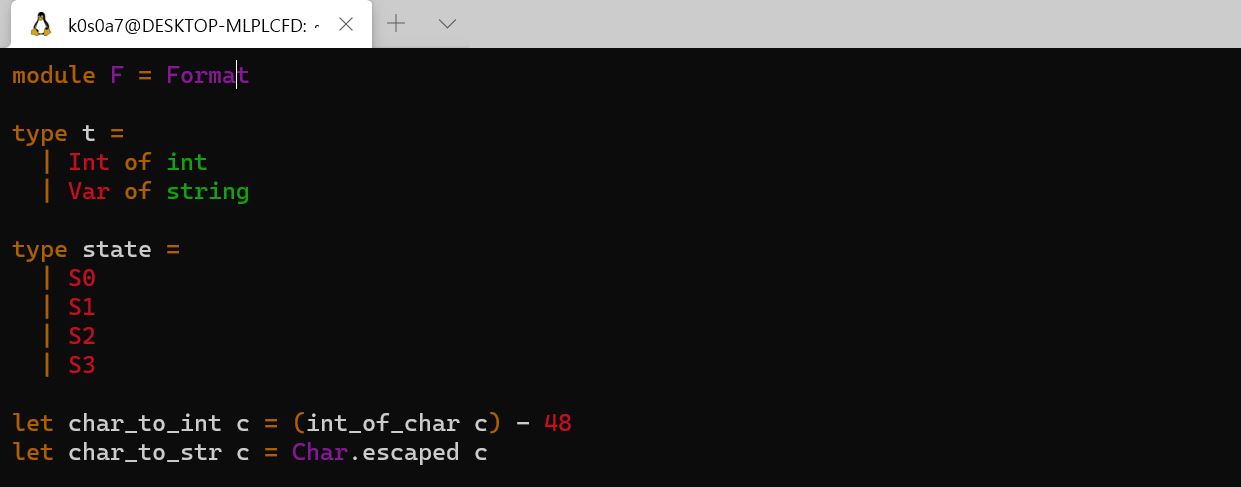 k0s0a7@DESKTOP-MLPLCFD: ~
module F = Format
type t =
  | Int of int
  | Var of string
type state =
  | S0
  | S1
  | S2
  | S3
let char_to_int c = (int_of_char c) - 48
let char_to_str c = Char.escaped c